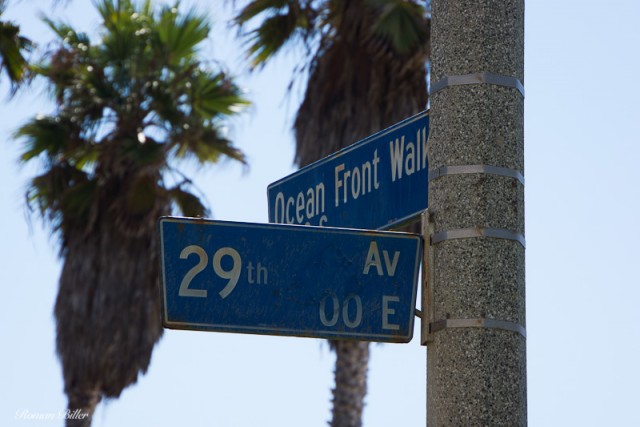 Ocean Front Walk
29th Av
00 E
Roman Biller